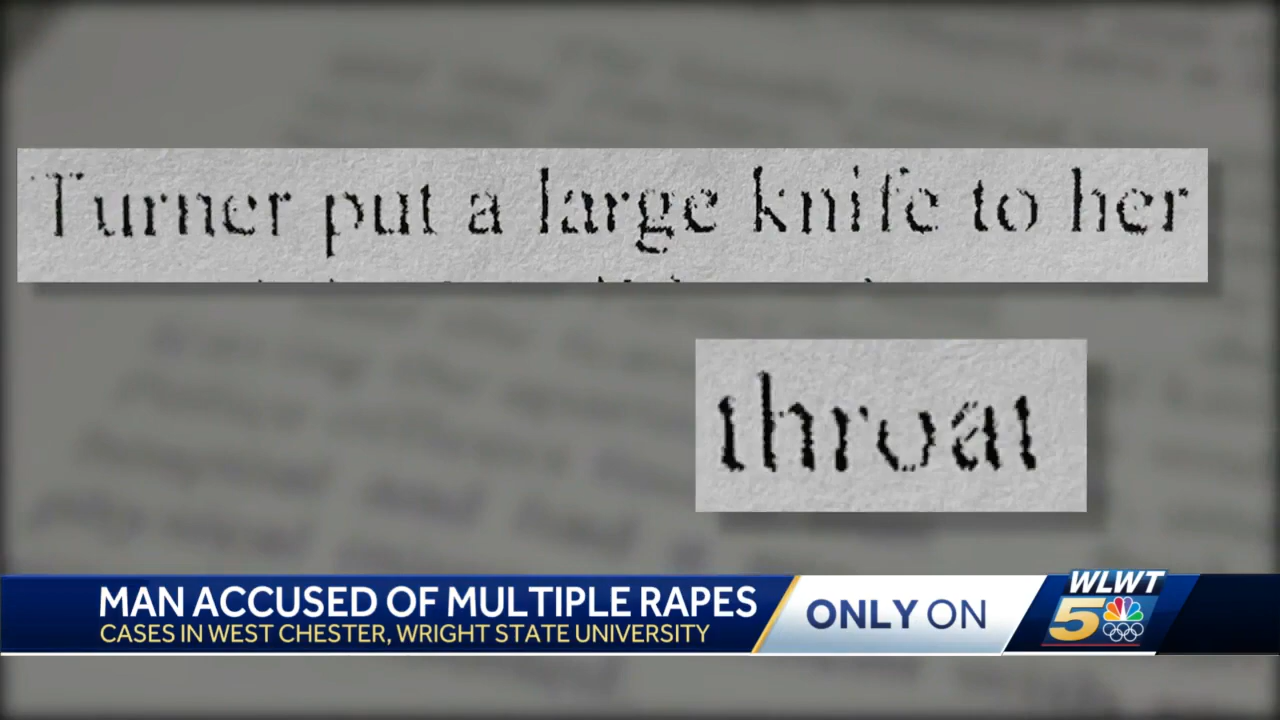 Turner put a large knife to her
throat
MAN ACCUSED OF MULTIPLE RAPES
CASES IN WEST CHESTER, WRIGHT STATE UNIVERSITY
ONLY ON
WLWT
5